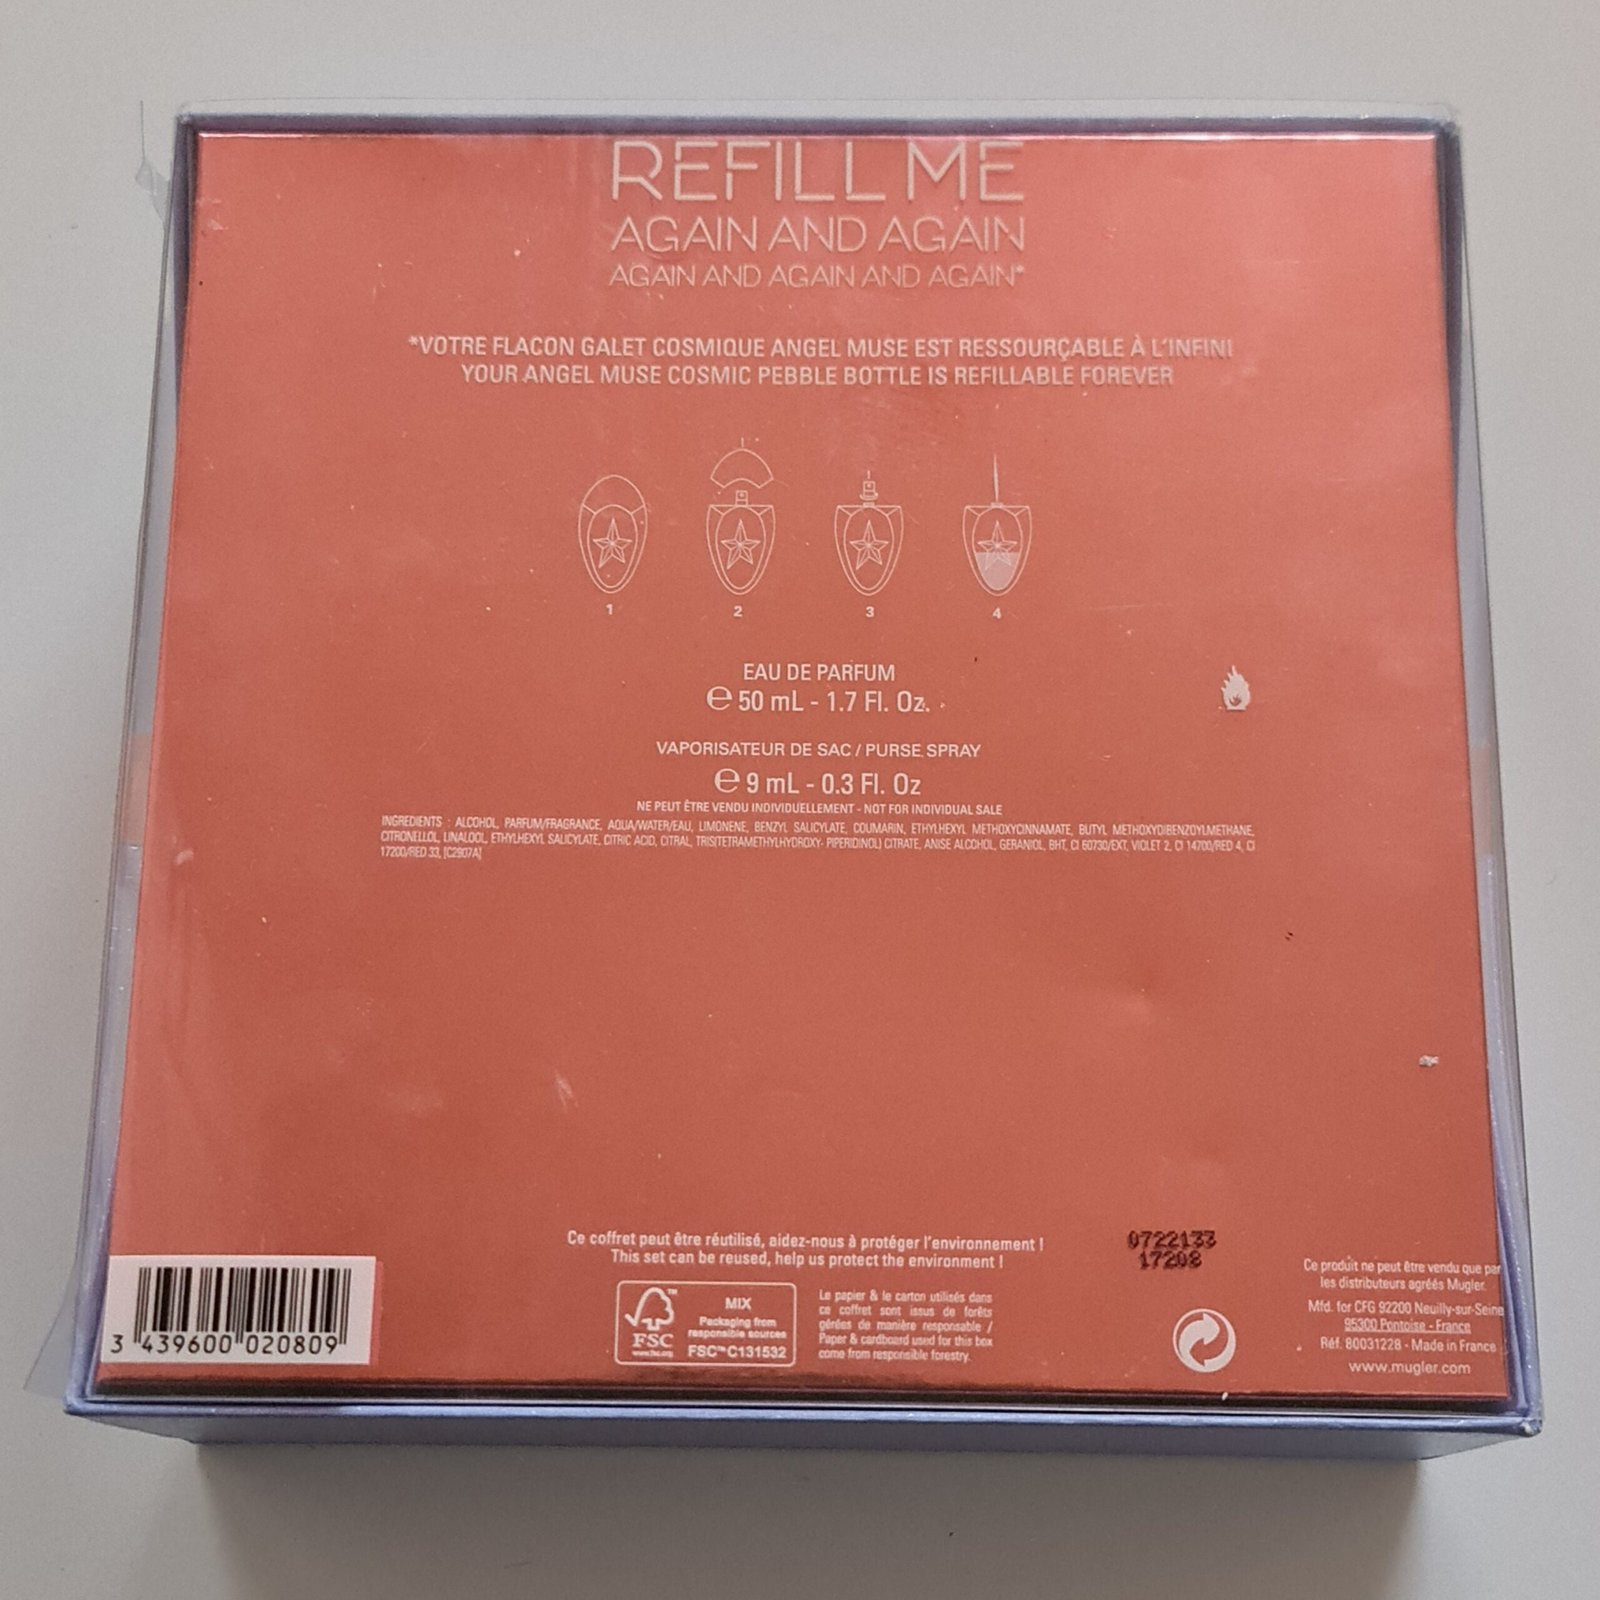 REFILL ME
AGAIN AND AGAIN
AGAIN AND AGAIN AND AGAIN*
*VOTRE FLACON GALET COSMIQUE ANGEL MUSE EST RESSOURÇABLE À L'INFINI
YOUR ANGEL MUSE COSMIC PEBBLE BOTTLE IS REFILLABLE FOREVER
1 2 3 4
EAU DE PARFUM
℮ 50 mL - 1.7 Fl. Oz.
VAPORISATEUR DE SAC / PURSE SPRAY
℮ 9 mL - 0.3 Fl. Oz
NE PEUT ÊTRE VENDU INDIVIDUELLEMENT - NOT FOR INDIVIDUAL SALE
INGREDIENTS : ALCOHOL, PARFUM/FRAGRANCE, AQUA/WATER/EAU, LIMONENE, BENZYL SALICYLATE, COUMARIN, ETHYLHEXYL METHOXYCINNAMATE, BUTYL METHOXYDIBENZOYLMETHANE,
CITRONELLOL, LINALOOL, ETHYLHEXYL SALICYLATE, CITRIC ACID, CITRAL, TRIS(TETRAMETHYLHYDROXY- PIPERIDINOL) CITRATE, ANISE ALCOHOL, GERANIOL, BHT, CI 60730/EXT, VIOLET 2, CI 14700/RED 4, CI
17200/RED 33, [C2907A]
Ce coffret peut être réutilisé, aidez-nous à protéger l'environnement !
This set can be reused, help us protect the environment !
3 439600 020809
FSC™
www.fsc.org
MIX
Packaging from
responsible sources
FSC™ C131532
Le papier & le carton utilisés dans
ce coffret sont issus de forêts
gérées de manière responsable /
Paper & cardboard used for this box
come from responsible forestry.
0722133
17208
Ce produit ne peut être vendu que par
les distributeurs agréés Mugler.
Mfd. for CFG 92200 Neuilly-sur-Seine
95300 Pontoise - France
Réf. 80031228 - Made in France
www.mugler.com